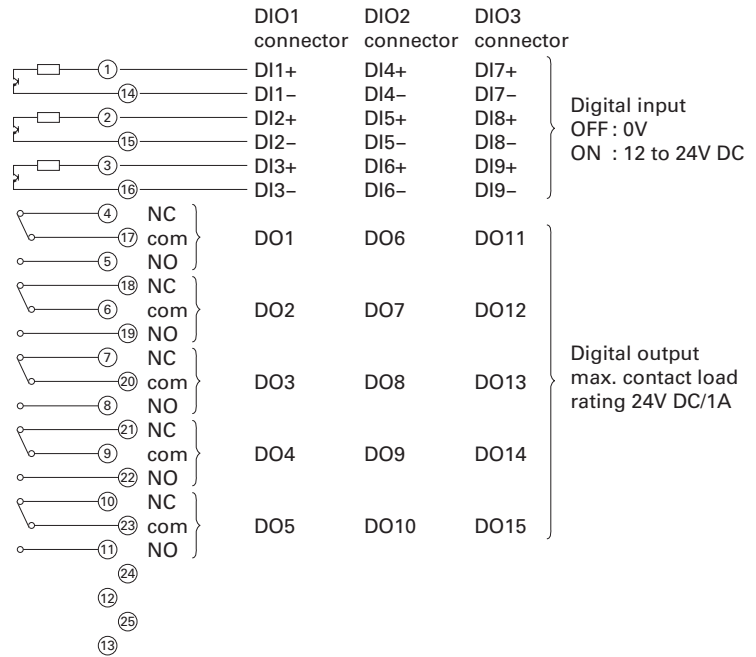 DIO1 DIO2 DIO3
connector connector connector
1 DI1+ DI4+ DI7+
14 DI1– DI4– DI7–
2 DI2+ DI5+ DI8+
15 DI2– DI5– DI8–
3 DI3+ DI6+ DI9+
16 DI3– DI6– DI9–
Digital input
OFF : 0V
ON : 12 to 24V DC
4 NC
17 com DO1 DO6 DO11
5 NO
18 NC
6 com DO2 DO7 DO12
19 NO
7 NC
20 com DO3 DO8 DO13
8 NO
21 NC
9 com DO4 DO9 DO14
22 NO
10 NC
23 com DO5 DO10 DO15
11 NO
Digital output
max. contact load
rating 24V DC/1A
24
12
25
13